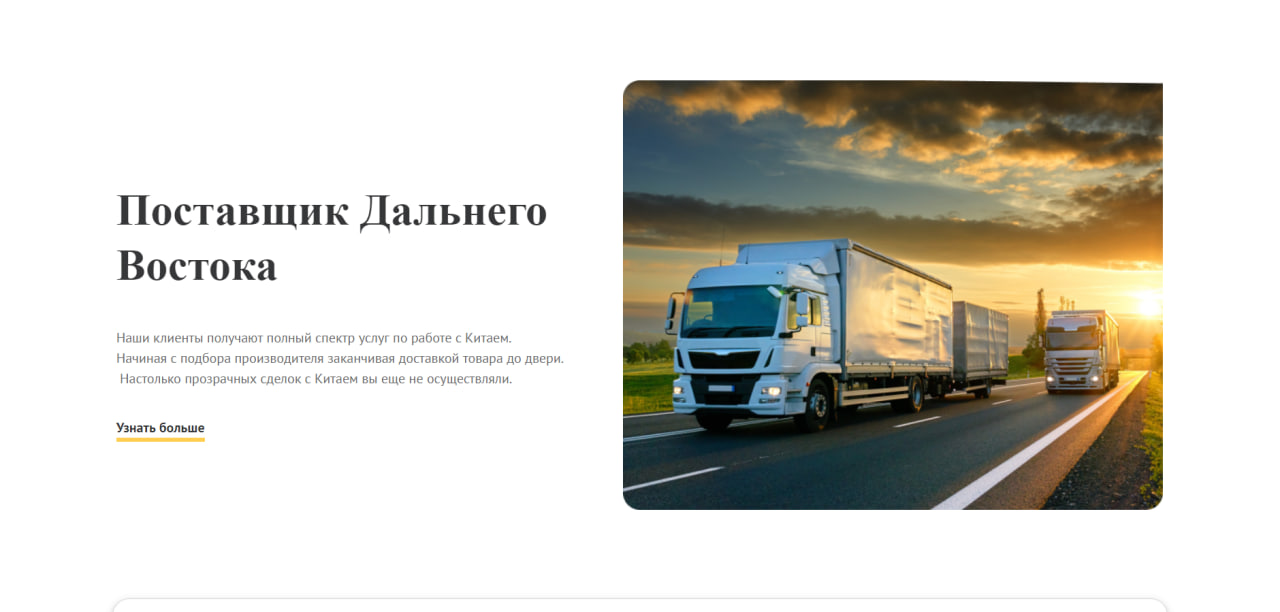 Поставщик Дальнего
Востока
Наши клиенты получают полный спектр услуг по работе с Китаем.
Начиная с подбора производителя заканчивая доставкой товара до двери.
Настолько прозрачных сделок с Китаем вы еще не осуществляли.
Узнать больше